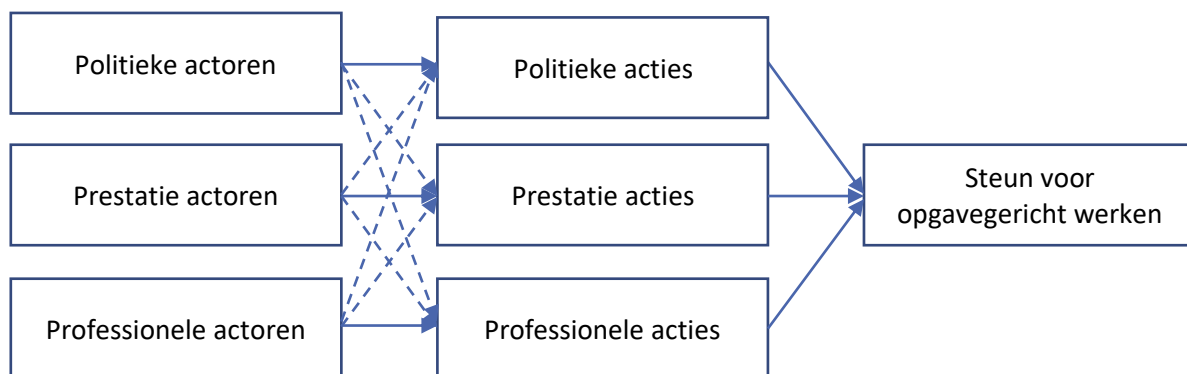 Politieke actoren
Politieke acties
Prestatie actoren
Prestatie acties
Steun voor
opgavegericht werken
Professionele actoren
Professionele acties